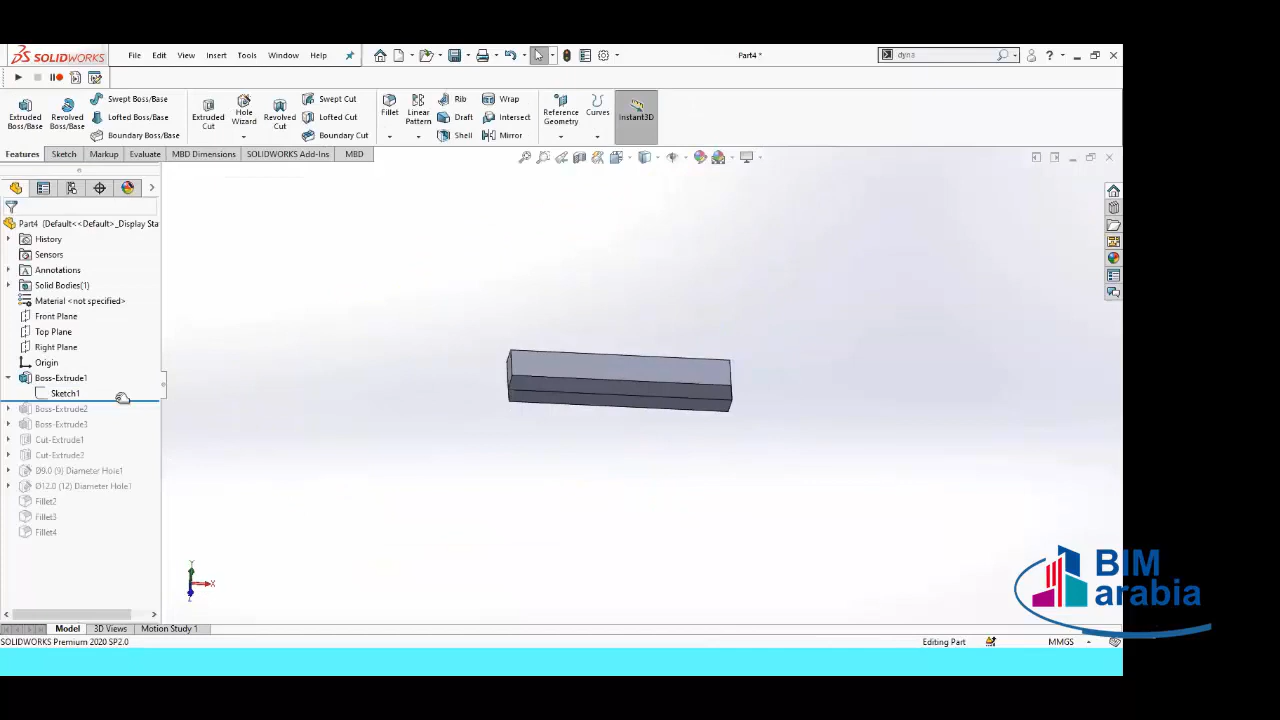 SOLIDWORKS File Edit View Insert Tools Window Help Part4 * dyna
Extruded Boss/Base Revolved Boss/Base Swept Boss/Base Lofted Boss/Base Boundary Boss/Base Extruded Cut Hole Wizard Revolved Cut Swept Cut Lofted Cut Boundary Cut Fillet Linear Pattern Rib Draft Shell Wrap Intersect Mirror Reference Geometry Curves Instant3D
Features Sketch Markup Evaluate MBD Dimensions SOLIDWORKS Add-Ins MBD
Part4 (Default<<Default>_Display Sta
History
Sensors
Annotations
Solid Bodies(1)
Material <not specified>
Front Plane
Top Plane
Right Plane
Origin
Boss-Extrude1
Sketch1
Boss-Extrude2
Boss-Extrude3
Cut-Extrude1
Cut-Extrude2
Ø9.0 (9) Diameter Hole1
Ø12.0 (12) Diameter Hole1
Fillet2
Fillet3
Fillet4
Y
X
Z
BIM
arabia
Model 3D Views Motion Study 1
SOLIDWORKS Premium 2020 SP2.0 Editing Part MMGS